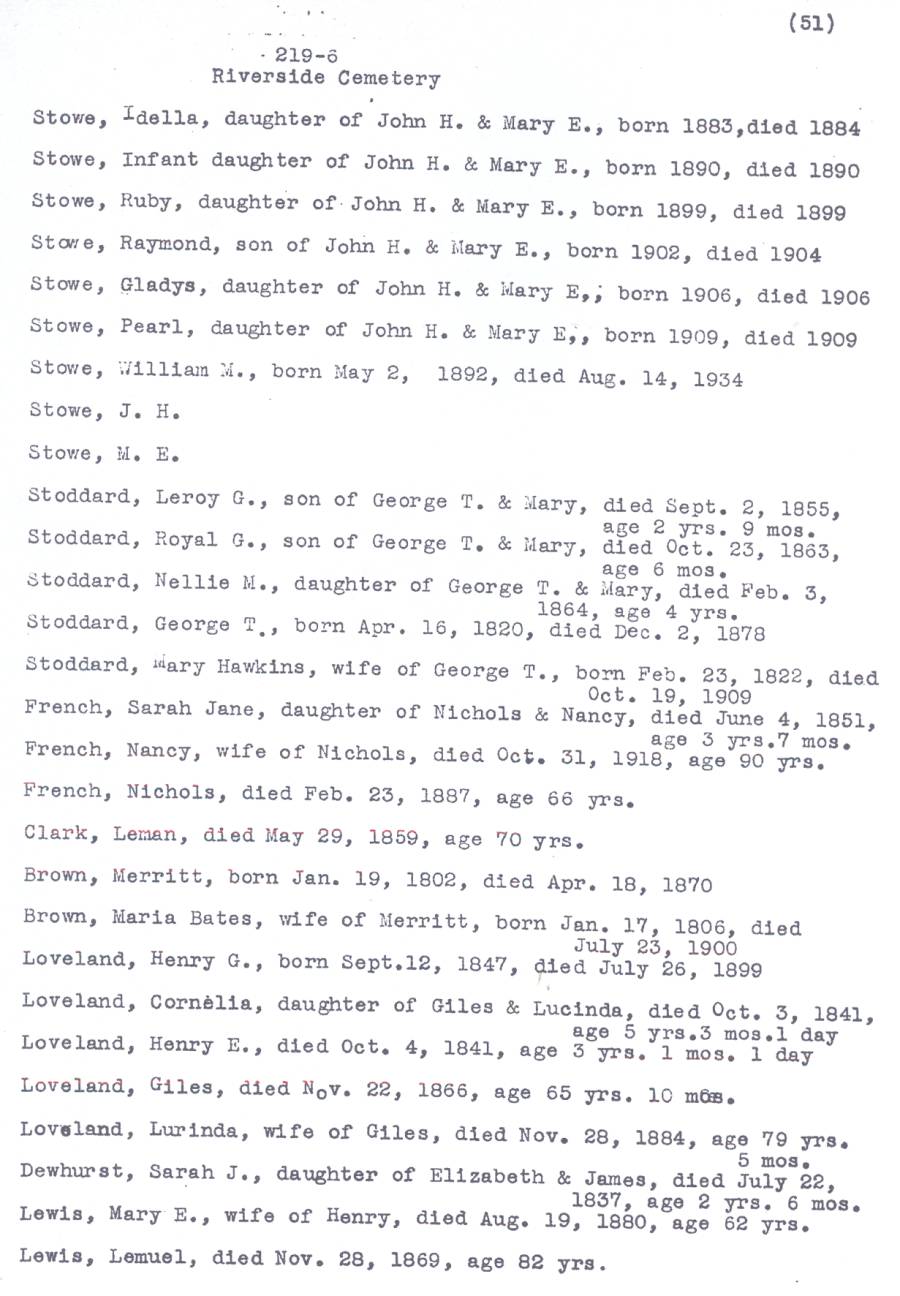 (51)
219-6
Riverside Cemetery
Stowe, Idella, daughter of John H. & Mary E., born 1883,died 1884
Stowe, Infant daughter of John H. & Mary E., born 1890, died 1890
Stowe, Ruby, daughter of John H. & Mary E., born 1899, died 1899
Stowe, Raymond, son of John H. & Mary E., born 1902, died 1904
Stowe, Gladys, daughter of John H. & Mary E,; born 1906, died 1906
Stowe, Pearl, daughter of John H. & Mary E,, born 1909, died 1909
Stowe, William M., born May 2, 1892, died Aug. 14, 1934
Stowe, J. H.
Stowe, M. E.
Stoddard, Leroy G., son of George T. & Mary, died Sept. 2, 1855,
age 2 yrs. 9 mos.
Stoddard, Royal G., son of George T. & Mary, died Oct. 23, 1863,
age 6 mos.
Stoddard, Nellie M., daughter of George T. & Mary, died Feb. 3,
1864, age 4 yrs.
Stoddard, George T., born Apr. 16, 1820, died Dec. 2, 1878
Stoddard, Mary Hawkins, wife of George T., born Feb. 23, 1822, died
Oct. 19, 1909
French, Sarah Jane, daughter of Nichols & Nancy, died June 4, 1851,
age 3 yrs.7 mos.
French, Nancy, wife of Nichols, died Oct. 31, 1918, age 90 yrs.
French, Nichols, died Feb. 23, 1887, age 66 yrs.
Clark, Leman, died May 29, 1859, age 70 yrs.
Brown, Merritt, born Jan. 19, 1802, died Apr. 18, 1870
Brown, Maria Bates, wife of Merritt, born Jan. 17, 1806, died
July 23, 1900
Loveland, Henry G., born Sept.12, 1847, died July 26, 1899
Loveland, Cornèlia, daughter of Giles & Lucinda, died Oct. 3, 1841,
age 5 yrs.3 mos.1 day
Loveland, Henry E., died Oct. 4, 1841, age 3 yrs. 1 mos. 1 day
Loveland, Giles, died Nov. 22, 1866, age 65 yrs. 10 mos.
Loveland, Lurinda, wife of Giles, died Nov. 28, 1884, age 79 yrs.
5 mos.
Dewhurst, Sarah J., daughter of Elizabeth & James, died July 22,
1837, age 2 yrs. 6 mos.
Lewis, Mary E., wife of Henry, died Aug. 19, 1880, age 62 yrs.
Lewis, Lemuel, died Nov. 28, 1869, age 82 yrs.